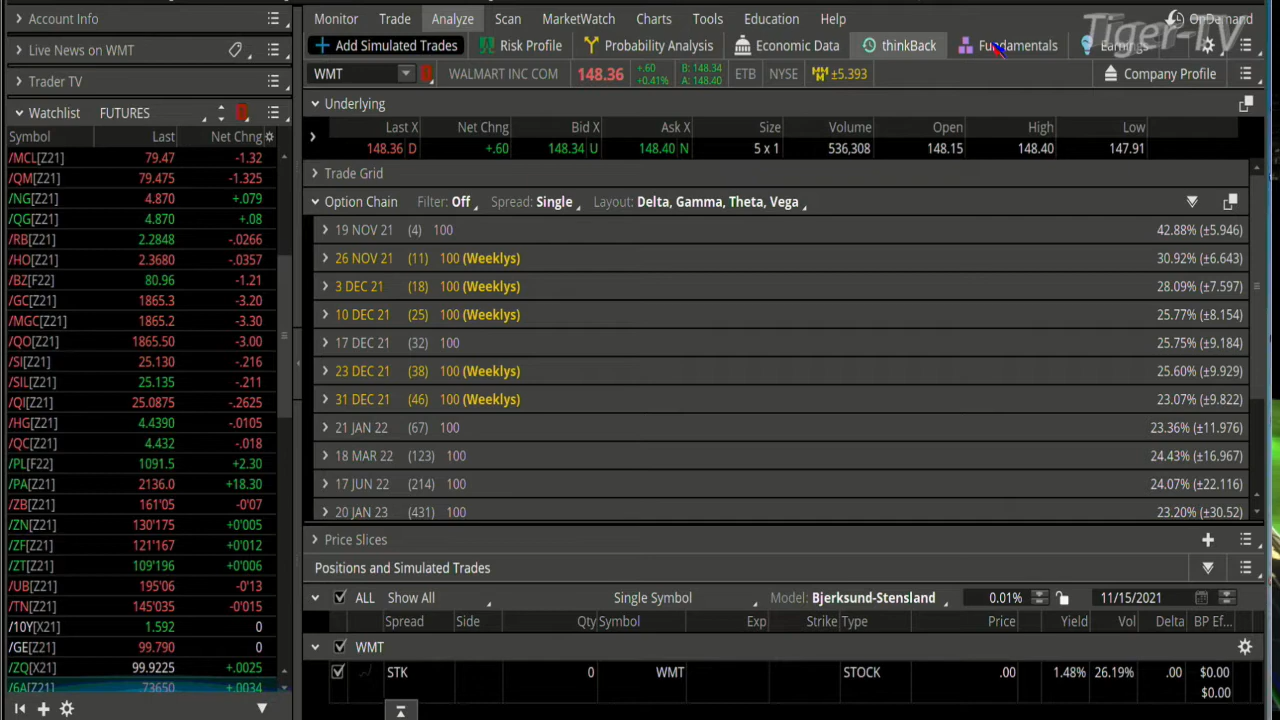 Account Info
Live News on WMT
Trader TV
Watchlist FUTURES
Symbol Last Net Chng
/MCL[Z21] 79.47 -1.32
/QM[Z21] 79.475 -1.325
/NG[Z21] 4.870 +.079
/QG[Z21] 4.870 +.08
/RB[Z21] 2.2848 -.0266
/HO[Z21] 2.3680 -.0357
/BZ[F22] 80.96 -1.21
/GC[Z21] 1865.3 -3.20
/MGC[Z21] 1865.2 -3.30
/QO[Z21] 1865.50 -3.00
/SI[Z21] 25.130 -.216
/SIL[Z21] 25.135 -.211
/QI[Z21] 25.0875 -.2625
/HG[Z21] 4.4390 -.0105
/QC[Z21] 4.432 -.018
/PL[F22] 1091.5 +2.30
/PA[Z21] 2136.0 +18.30
/ZB[Z21] 161'05 -0'07
/ZN[Z21] 130'175 +0'005
/ZF[Z21] 121'167 +0'012
/ZT[Z21] 109'196 +0'006
/UB[Z21] 195'06 -0'13
/TN[Z21] 145'035 -0'015
/10Y[X21] 1.592 0
/GE[Z21] 99.790 0
/ZQ[X21] 99.9225 +.0025
/6A[Z21] .73650 +.0034
Monitor Trade Analyze Scan MarketWatch Charts Tools Education Help OnDemand
Tiger-TV
Add Simulated Trades Risk Profile Probability Analysis Economic Data thinkBack Fundamentals Earnings
WMT WALMART INC COM 148.36 +.60 +0.41% B: 148.34 A: 148.40 ETB NYSE ±5.393 Company Profile
Underlying
Last X Net Chng Bid X Ask X Size Volume Open High Low
148.36 D +.60 148.34 U 148.40 N 5 x 1 536,308 148.15 148.40 147.91
Trade Grid
Option Chain Filter: Off Spread: Single Layout: Delta, Gamma, Theta, Vega
19 NOV 21 (4) 100 42.88% (±5.946)
26 NOV 21 (11) 100 (Weeklys) 30.92% (±6.643)
3 DEC 21 (18) 100 (Weeklys) 28.09% (±7.597)
10 DEC 21 (25) 100 (Weeklys) 25.77% (±8.154)
17 DEC 21 (32) 100 25.75% (±9.184)
23 DEC 21 (38) 100 (Weeklys) 25.60% (±9.929)
31 DEC 21 (46) 100 (Weeklys) 23.07% (±9.822)
21 JAN 22 (67) 100 23.36% (±11.976)
18 MAR 22 (123) 100 24.43% (±16.967)
17 JUN 22 (214) 100 24.07% (±22.116)
20 JAN 23 (431) 100 23.20% (±30.52)
Price Slices
Positions and Simulated Trades
ALL Show All Single Symbol Model: Bjerksund-Stensland 0.01% 11/15/2021
Spread Side Qty Symbol Exp Strike Type Price Yield Vol Delta BP Ef...
WMT
STK 0 WMT STOCK .00 1.48% 26.19% .00 $0.00
$0.00